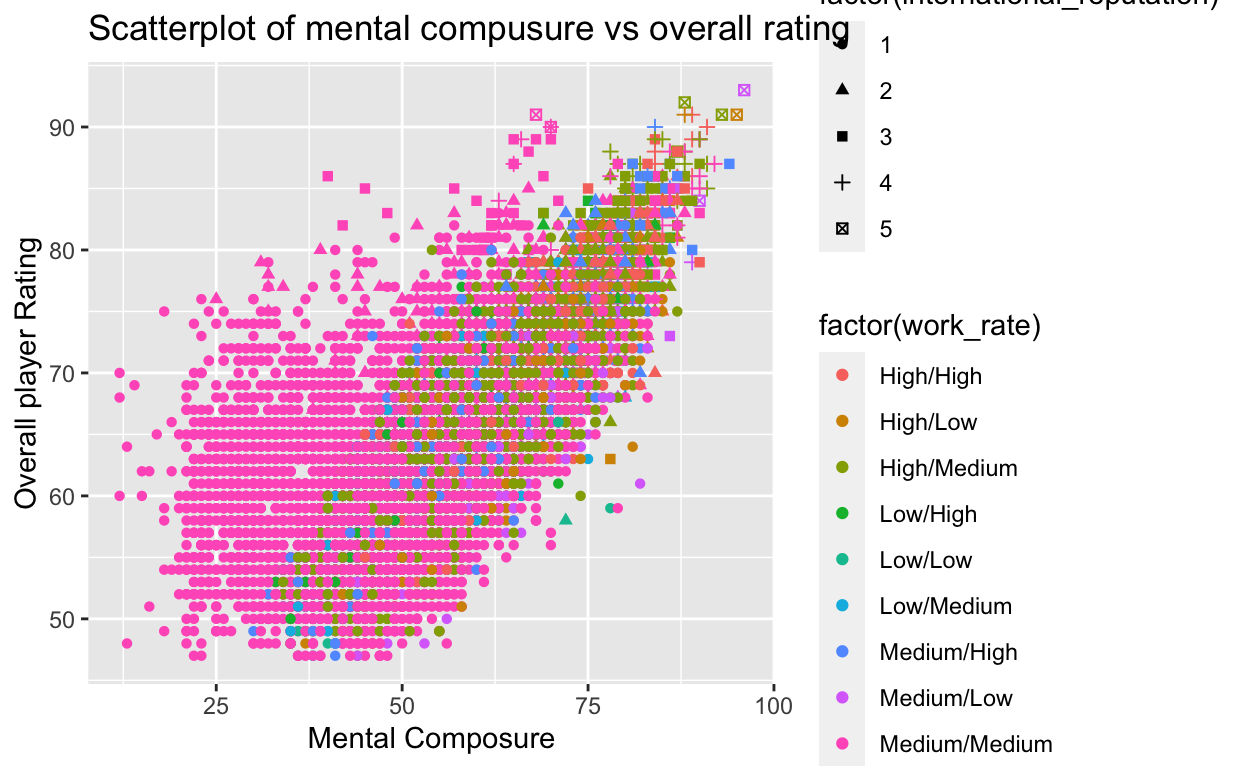 Scatterplot of mental compusure vs overall rating
Overall player Rating
90
80
70
60
50
25
50
75
100
Mental Composure
factor(international_reputation)
1
2
3
4
5
factor(work_rate)
High/High
High/Low
High/Medium
Low/High
Low/Low
Low/Medium
Medium/High
Medium/Low
Medium/Medium